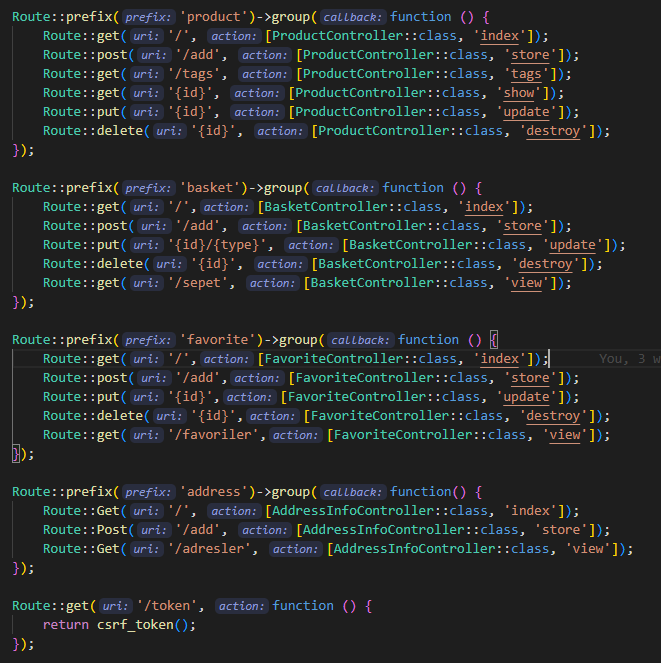 Route::prefix(prefix: 'product')->group(callback: function () {
    Route::get(uri: '/', action: [ProductController::class, 'index']);
    Route::post(uri: '/add', action: [ProductController::class, 'store']);
    Route::get(uri: '/tags', action: [ProductController::class, 'tags']);
    Route::get(uri: '{id}', action: [ProductController::class, 'show']);
    Route::put(uri: '{id}', action: [ProductController::class, 'update']);
    Route::delete(uri: '{id}', action: [ProductController::class, 'destroy']);
});
Route::prefix(prefix: 'basket')->group(callback: function () {
    Route::get(uri: '/', action: [BasketController::class, 'index']);
    Route::post(uri: '/add', action: [BasketController::class, 'store']);
    Route::put(uri: '{id}/{type}', action: [BasketController::class, 'update']);
    Route::delete(uri: '{id}', action: [BasketController::class, 'destroy']);
    Route::get(uri: '/sepet', action: [BasketController::class, 'view']);
});
Route::prefix(prefix: 'favorite')->group(callback: function () {
    Route::get(uri: '/', action: [FavoriteController::class, 'index']); You, 3 w
    Route::post(uri: '/add', action: [FavoriteController::class, 'store']);
    Route::put(uri: '{id}', action: [FavoriteController::class, 'update']);
    Route::delete(uri: '{id}', action: [FavoriteController::class, 'destroy']);
    Route::get(uri: '/favoriler', action: [FavoriteController::class, 'view']);
});
Route::prefix(prefix: 'address')->group(callback: function() {
    Route::Get(uri: '/', action: [AddressInfoController::class, 'index']);
    Route::Post(uri: '/add', action: [AddressInfoController::class, 'store']);
    Route::Get(uri: '/adresler', action: [AddressInfoController::class, 'view']);
});
Route::get(uri: '/token', action: function () {
    return csrf_token();
});